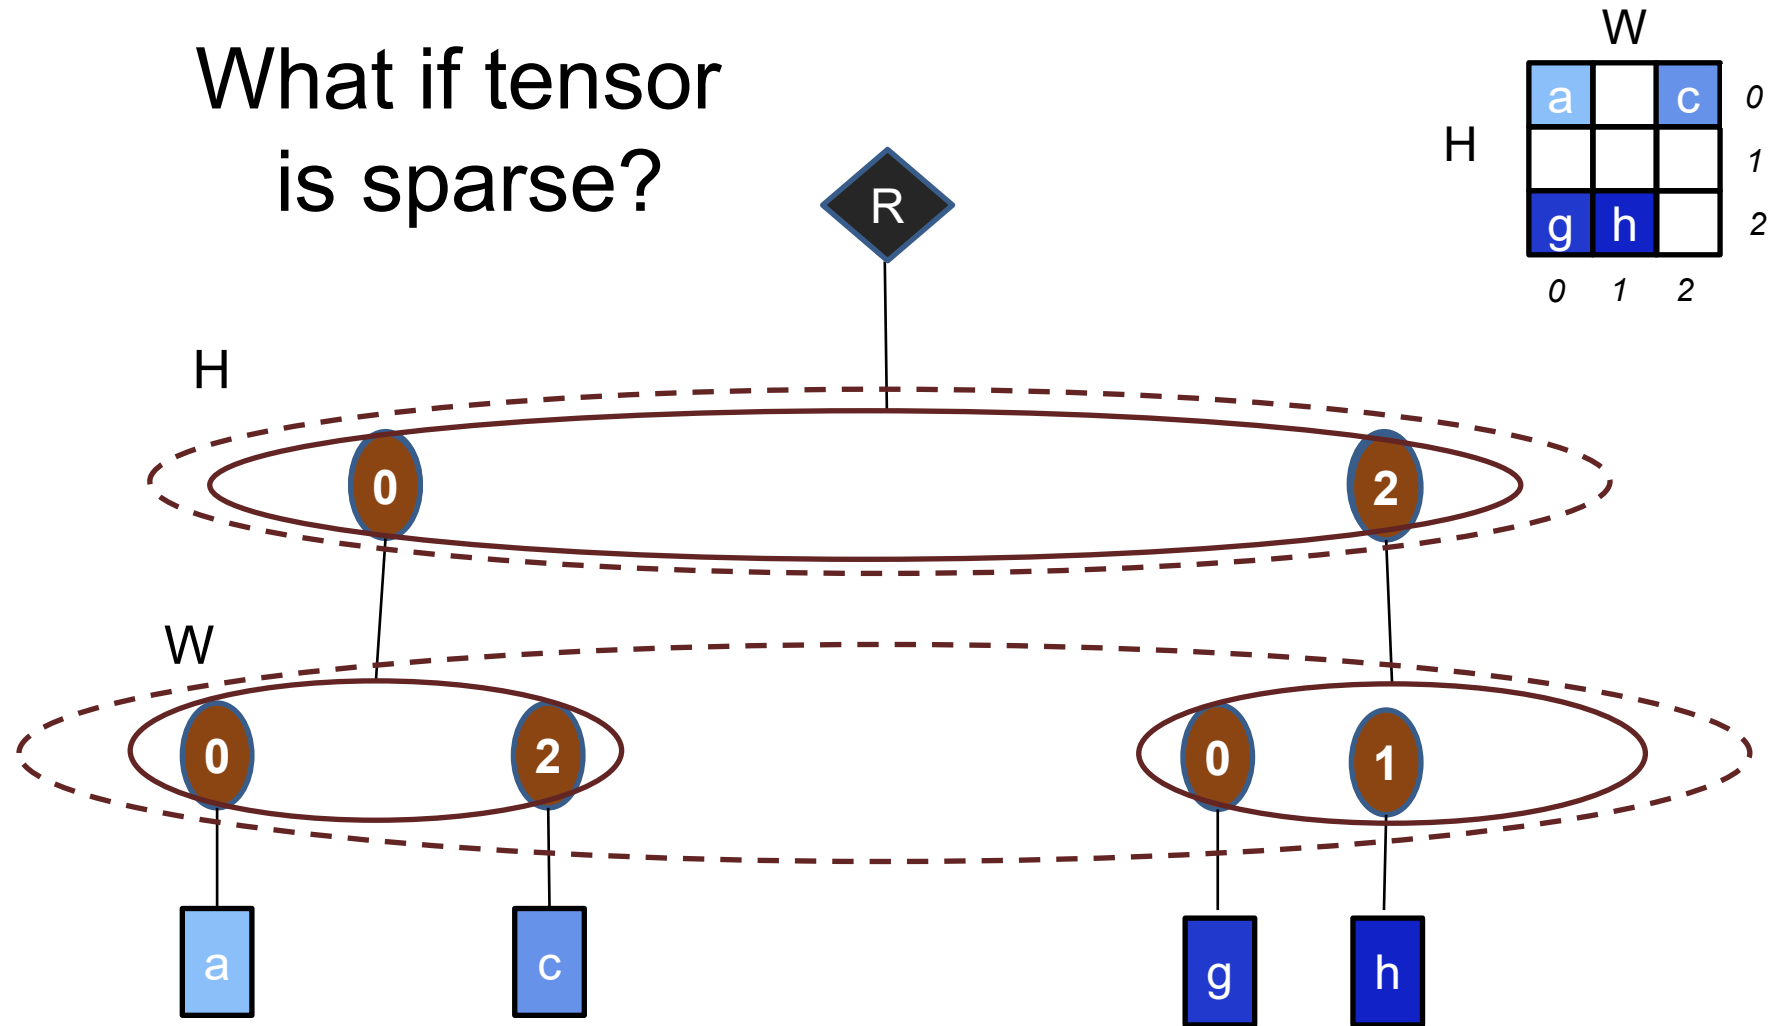 What if tensor
is sparse?
W
a c 0
H
1
g h 2
0 1 2
R
H
0 2
W
0 2 0 1
a c g h